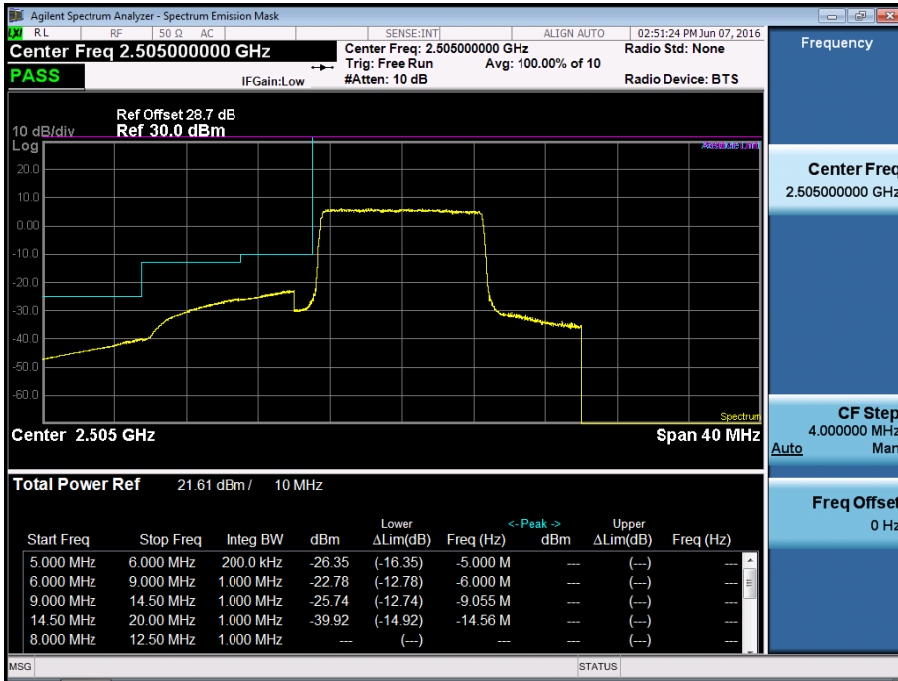 Agilent Spectrum Analyzer - Spectrum Emission Mask
LXI RL RF 50 Ω AC SENSE:INT ALIGN AUTO 02:51:24 PM Jun 07, 2016
Center Freq 2.505000000 GHz
Center Freq: 2.505000000 GHz Radio Std: None
Trig: Free Run Avg: 100.00% of 10
PASS IFGain:Low #Atten: 10 dB Radio Device: BTS
Frequency
Ref Offset 28.7 dB
10 dB/div Ref 30.0 dBm
Log
Absolute Limit
20.0
10.0
0.00
-10.0
-20.0
-30.0
-40.0
-50.0
-60.0
Spectrum
Center 2.505 GHz Span 40 MHz
Center Freq
2.505000000 GHz
CF Step
4.000000 MHz
Auto Man
Freq Offset
0 Hz
Total Power Ref 21.61 dBm / 10 MHz
Lower <- Peak -> Upper
Start Freq Stop Freq Integ BW dBm ΔLim(dB) Freq (Hz) dBm ΔLim(dB) Freq (Hz)
5.000 MHz 6.000 MHz 200.0 kHz -26.35 (-16.35) -5.000 M --- (---) ---
6.000 MHz 9.000 MHz 1.000 MHz -22.78 (-12.78) -6.000 M --- (---) ---
9.000 MHz 14.50 MHz 1.000 MHz -25.74 (-12.74) -9.055 M --- (---) ---
14.50 MHz 20.00 MHz 1.000 MHz -39.92 (-14.92) -14.56 M --- (---) ---
8.000 MHz 12.50 MHz 1.000 MHz --- (---) --- --- (---) ---
MSG STATUS